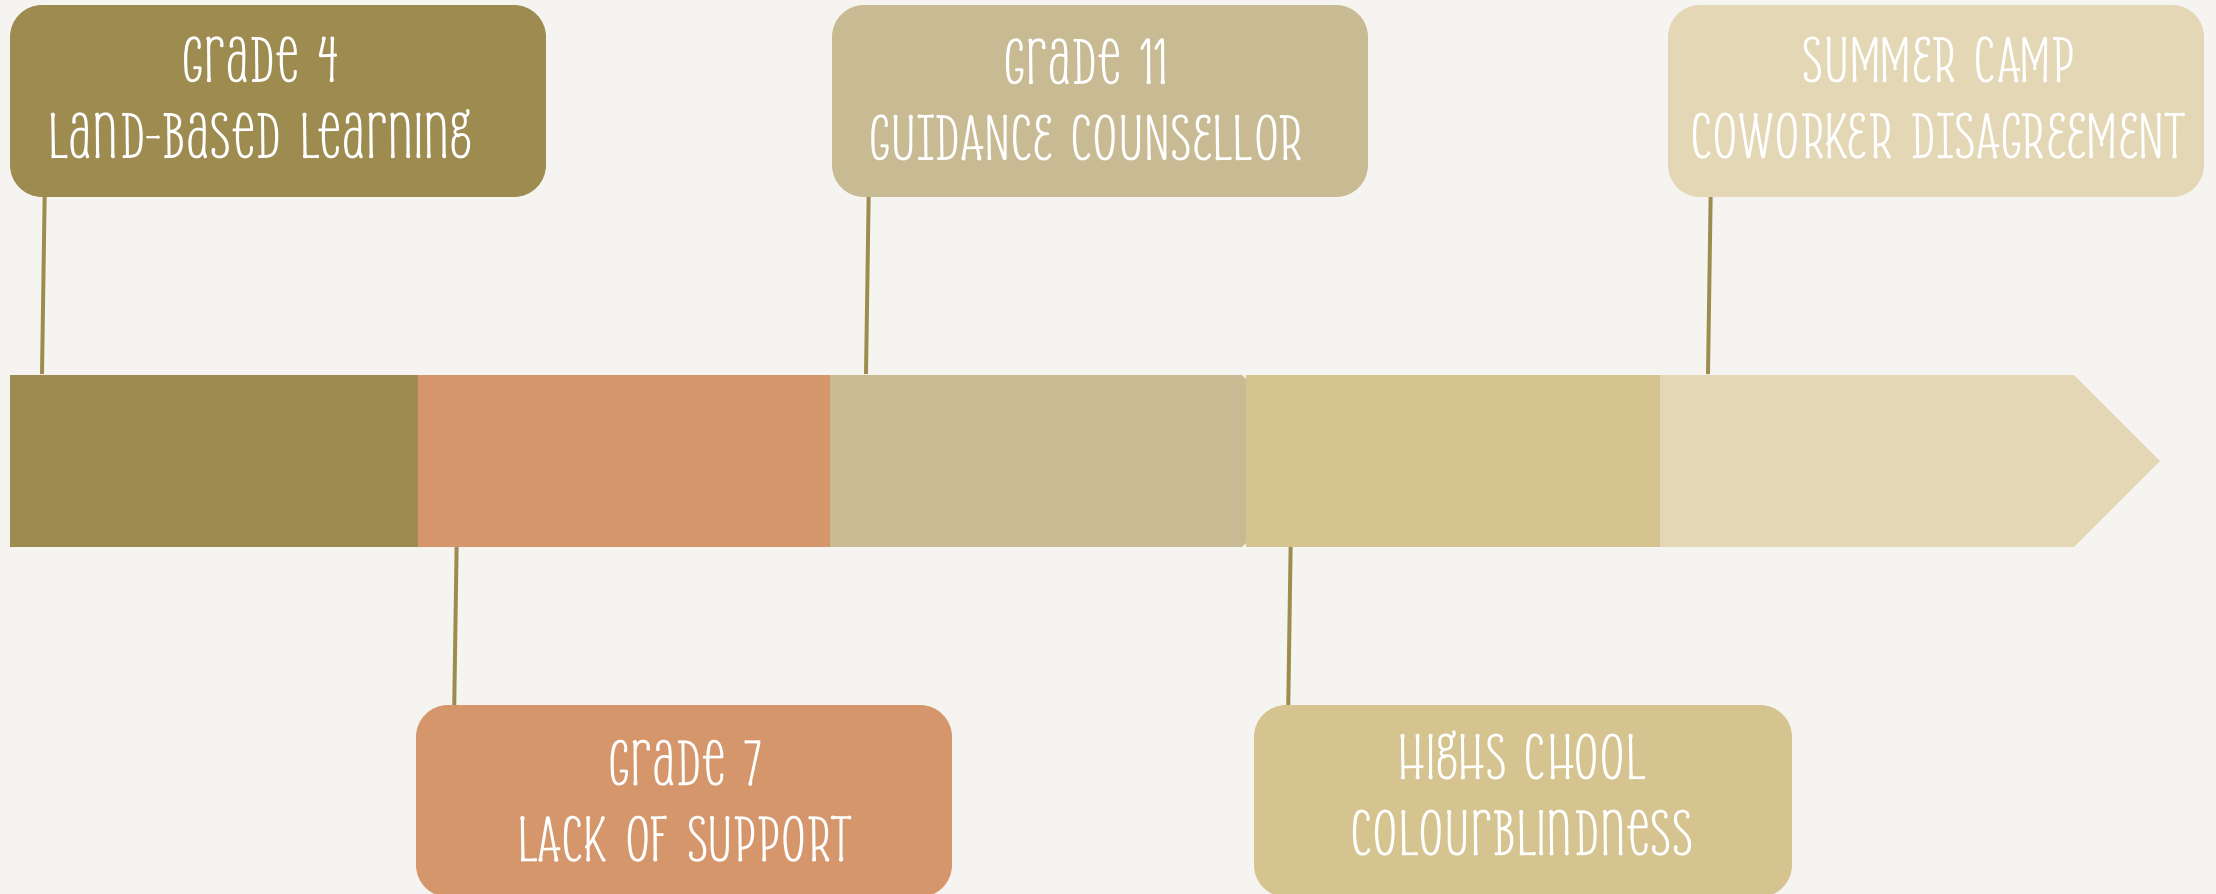 Grade 4
Land-Based Learning
Grade 7
LACK OF SUPPORT
Grade 11
GUIDANCE COUNSELLOR
HIGHS CHOOL
COLOURBLINDNESS
SUMMER CAMP
COWORKER DISAGREEMENT